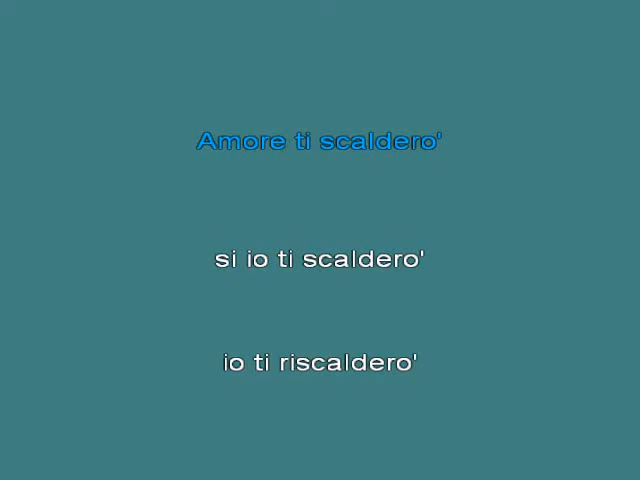 Amore ti scaldero'
si io ti scaldero'
io ti riscaldero'